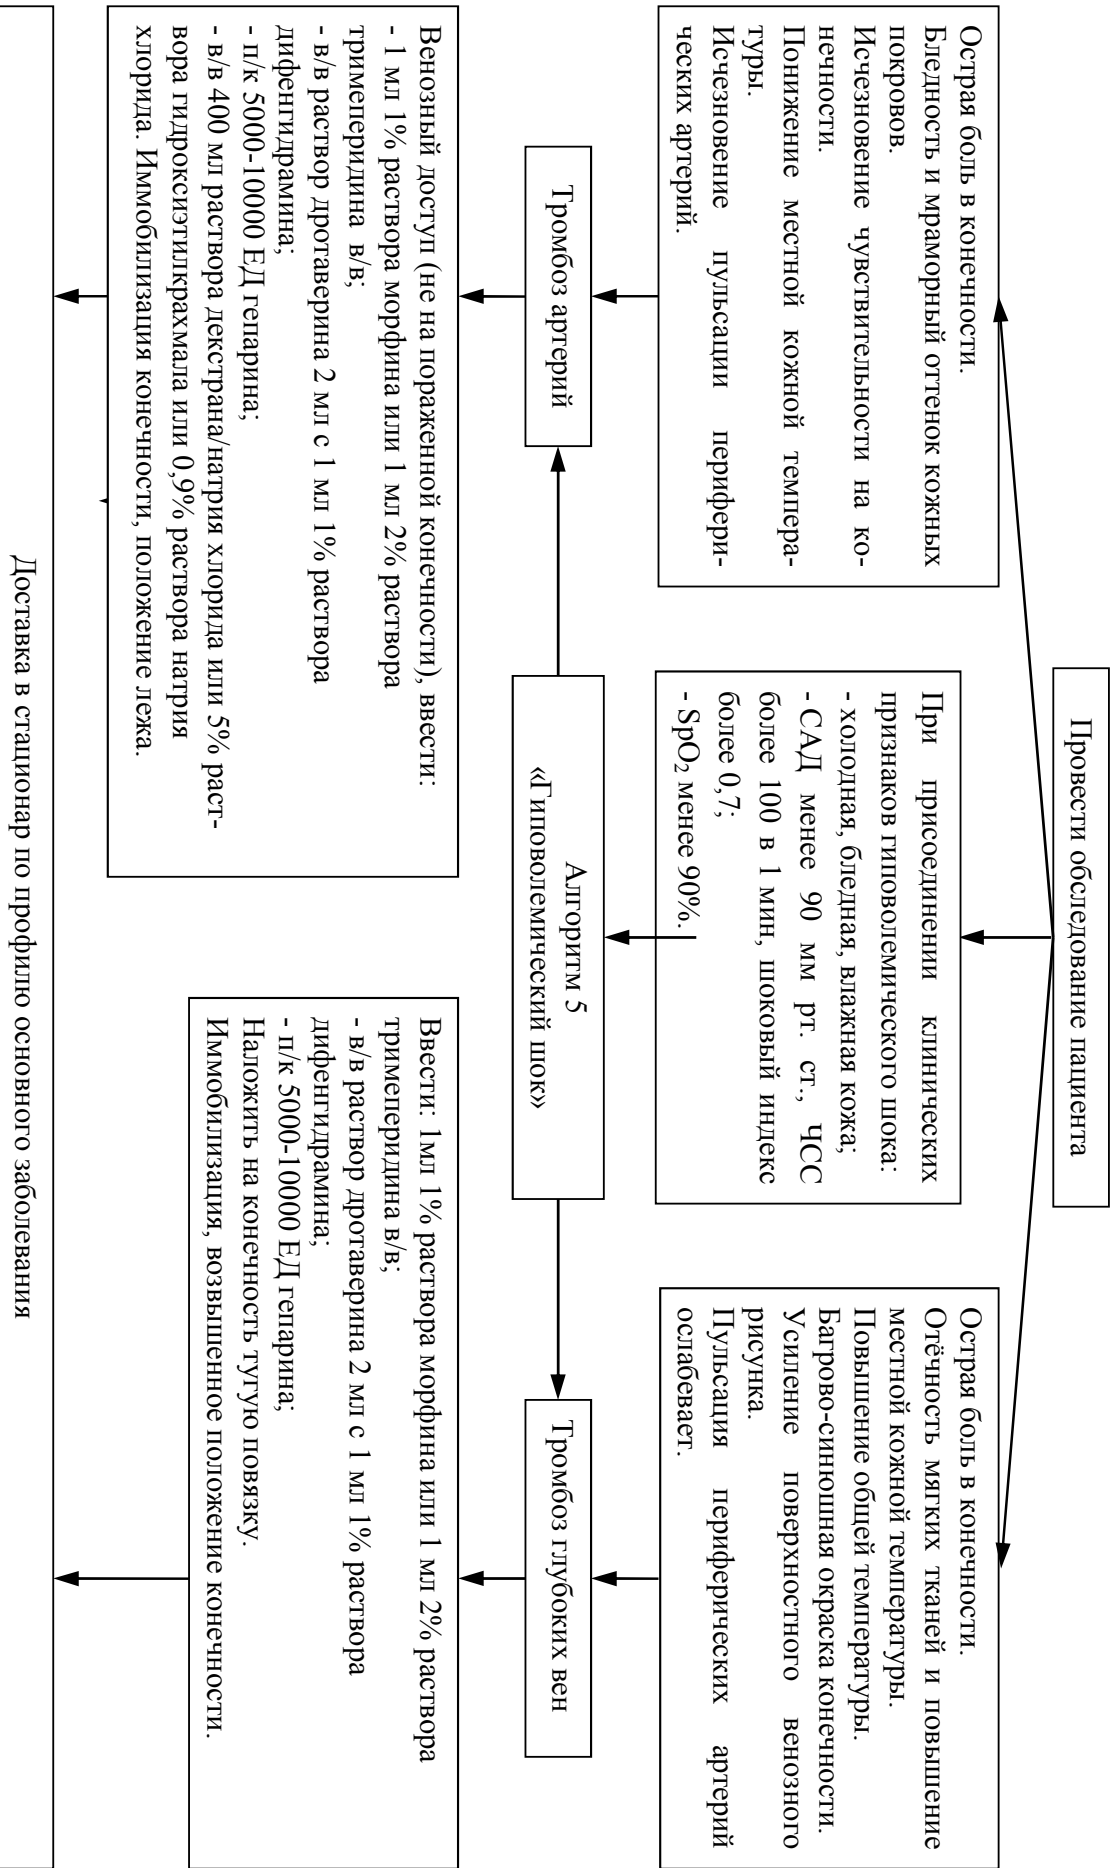 Провести обследование пациента
Острая боль в конечности.
Бледность и мраморный оттенок кожных
покровов.
Исчезновение чувствительности на ко-
нечности.
Понижение местной кожной темпера-
туры.
Исчезновение пульсации перифери-
ческих артерий.
При присоединении клинических
признаков гиповолемического шока:
- холодная, бледная, влажная кожа;
- САД менее 90 мм рт. ст., ЧСС
более 100 в 1 мин, шоковый индекс
более 0,7;
- SpO₂ менее 90%.
Острая боль в конечности.
Отёчность мягких тканей и повышение
местной кожной температуры.
Повышение общей температуры.
Багрово-синюшная окраска конечности.
Усиление поверхностного венозного
рисунка.
Пульсация периферических артерий
ослабевает.
Тромбоз артерий
Алгоритм 5
«Гиповолемический шок»
Тромбоз глубоких вен
Венозный доступ (не на пораженной конечности), ввести:
- 1 мл 1% раствора морфина или 1 мл 2% раствора
тримеперидина в/в;
- в/в раствор дротаверина 2 мл с 1 мл 1% раствора
дифенгидрамина;
- п/к 5000-10000 ЕД гепарина;
- в/в 400 мл раствора декстрана/натрия хлорида или 5% раст-
вора гидроксиэтилкрахмала или 0,9% раствора натрия
хлорида. Иммобилизация конечности, положение лежа.
Ввести: 1мл 1% раствора морфина или 1 мл 2% раствора
тримеперидина в/в;
- в/в раствор дротаверина 2 мл с 1 мл 1% раствора
дифенгидрамина;
- п/к 5000-10000 ЕД гепарина;
Наложить на конечность тугую повязку.
Иммобилизация, возвышенное положение конечности.
Доставка в стационар по профилю основного заболевания